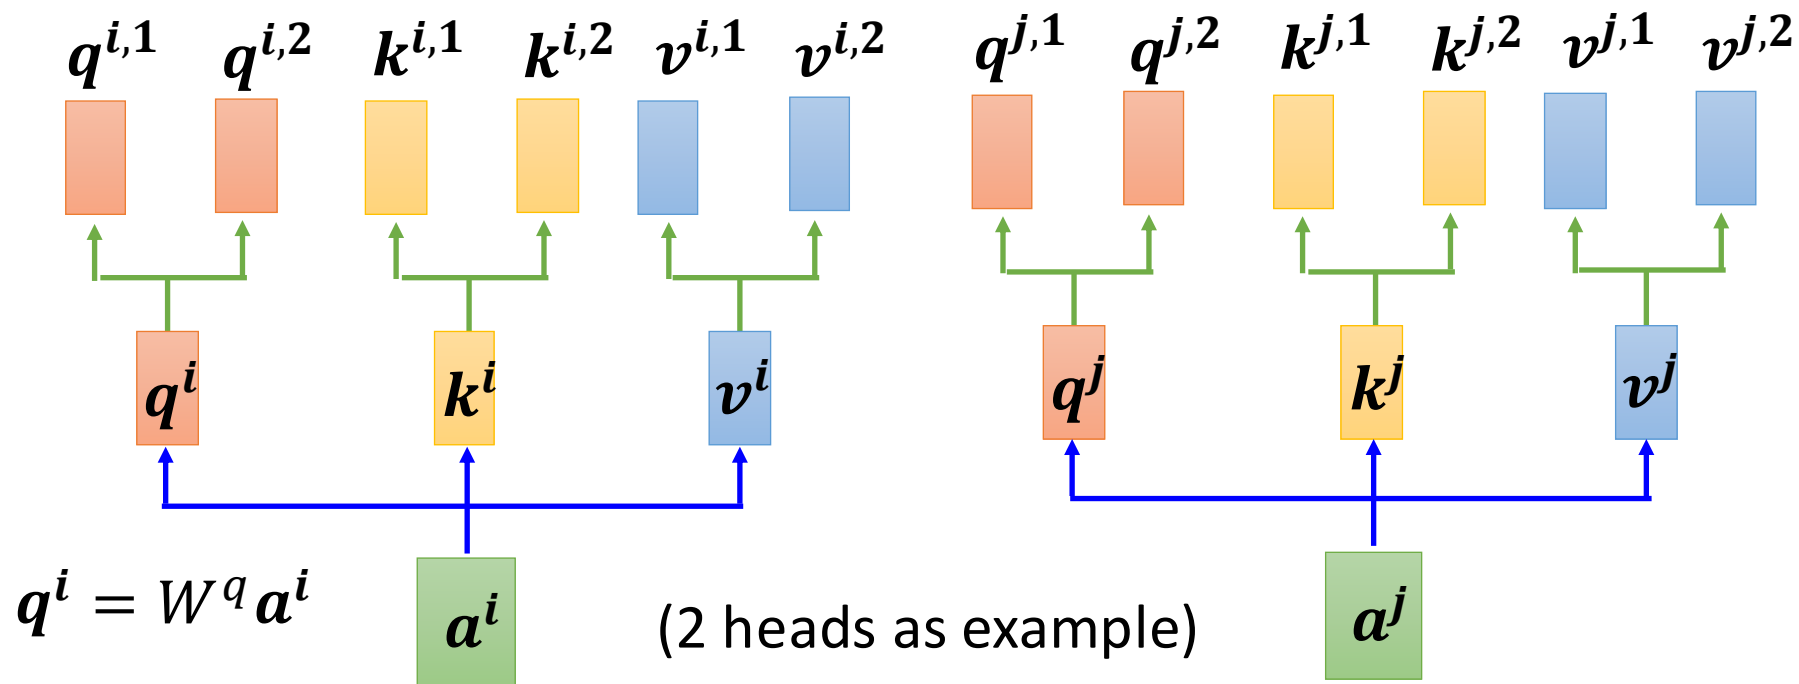 q^{i,1} q^{i,2} k^{i,1} k^{i,2} v^{i,1} v^{i,2} q^{j,1} q^{j,2} k^{j,1} k^{j,2} v^{j,1} v^{j,2}
q^i k^i v^i q^j k^j v^j
q^i = W^q a^i
a^i
(2 heads as example)
a^j